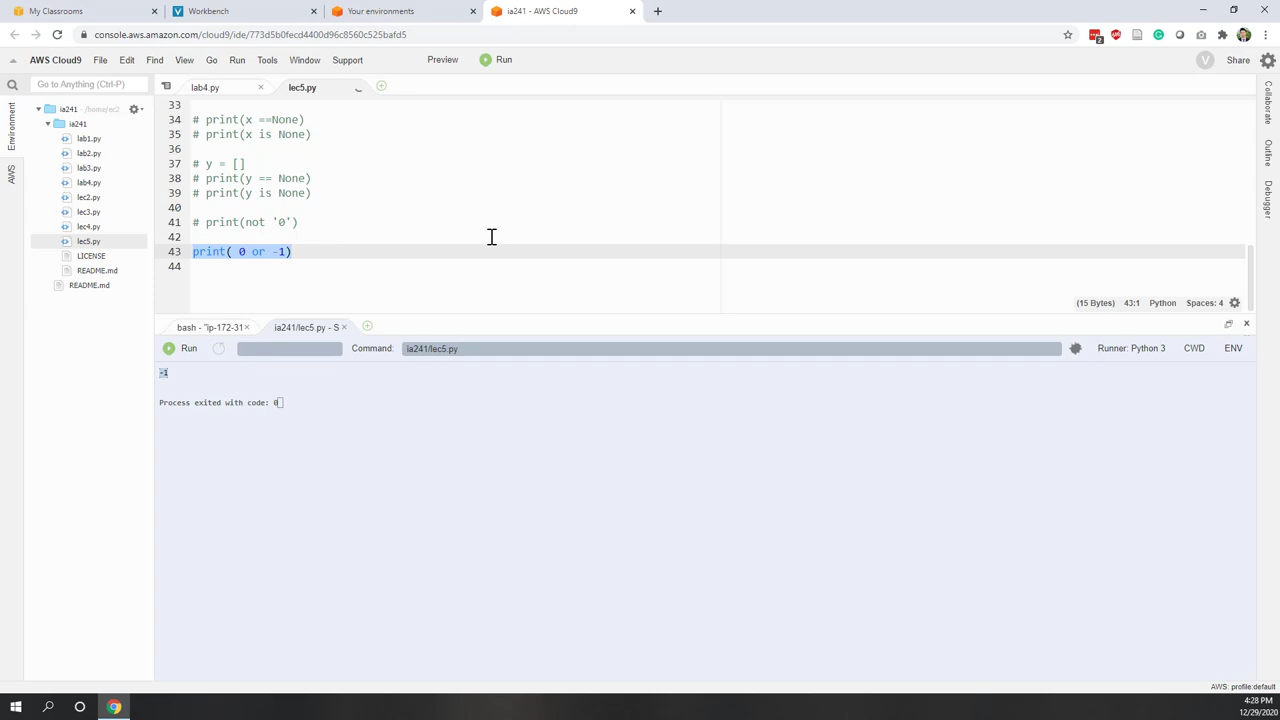 My Classrooms
Workbench
Your environments
ia241 - AWS Cloud9
console.aws.amazon.com/cloud9/ide/773d5b0fecd4400d96c8560c525bafd5
2
AWS Cloud9 File Edit Find View Go Run Tools Window Support Preview Run V Share
Go to Anything (Ctrl-P)
lab4.py
lec5.py
Environment
AWS
ia241 - /home/ec2
ia241
lab1.py
lab2.py
lab3.py
lab4.py
lec2.py
lec3.py
lec4.py
lec5.py
LICENSE
README.md
README.md
33
34 # print(x ==None)
35 # print(x is None)
36
37 # y = []
38 # print(y == None)
39 # print(y is None)
40
41 # print(not '0')
42
43 print( 0 or -1)
44
(15 Bytes) 43:1 Python Spaces: 4
Collaborate
Outline
Debugger
bash - "ip-172-31
ia241/lec5.py - S
Run Command: ia241/lec5.py Runner: Python 3 CWD ENV
-1
Process exited with code: 0
AWS: profile:default
4:28 PM
12/29/2020